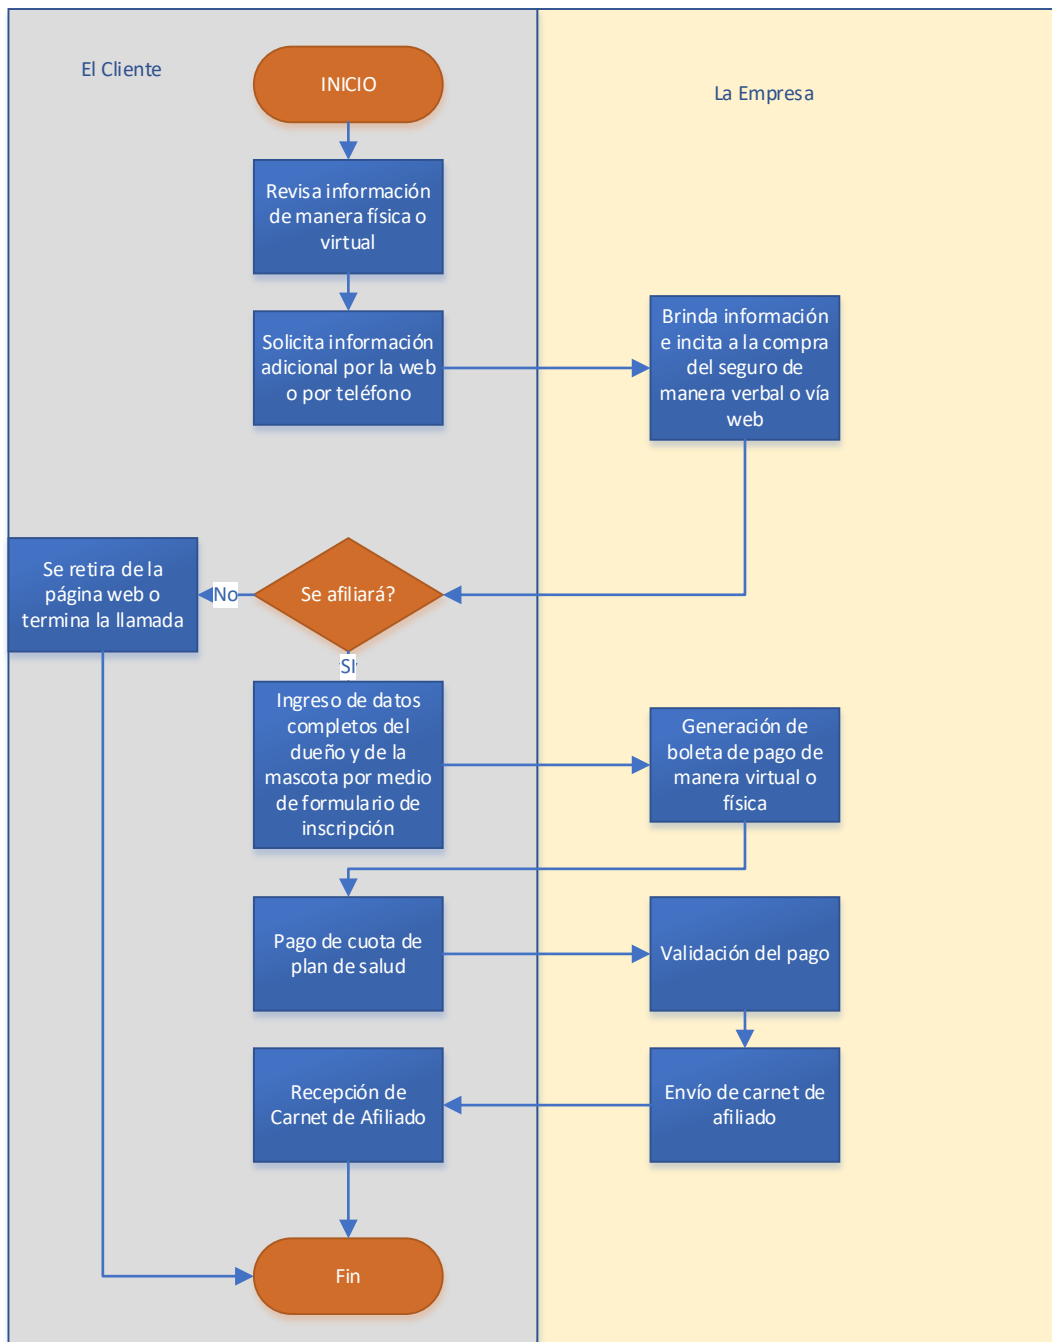 El Cliente
INICIO
La Empresa
Revisa información
de manera física o
virtual
Solicita información
adicional por la web
o por teléfono
Brinda información
e incita a la compra
del seguro de
manera verbal o vía
web
Se retira de la
página web o
termina la llamada
No
Se afiliará?
SI
Ingreso de datos
completos del
dueño y de la
mascota por medio
de formulario de
inscripción
Generación de
boleta de pago de
manera virtual o
física
Pago de cuota de
plan de salud
Validación del pago
Recepción de
Carnet de Afiliado
Envío de carnet de
afiliado
Fin